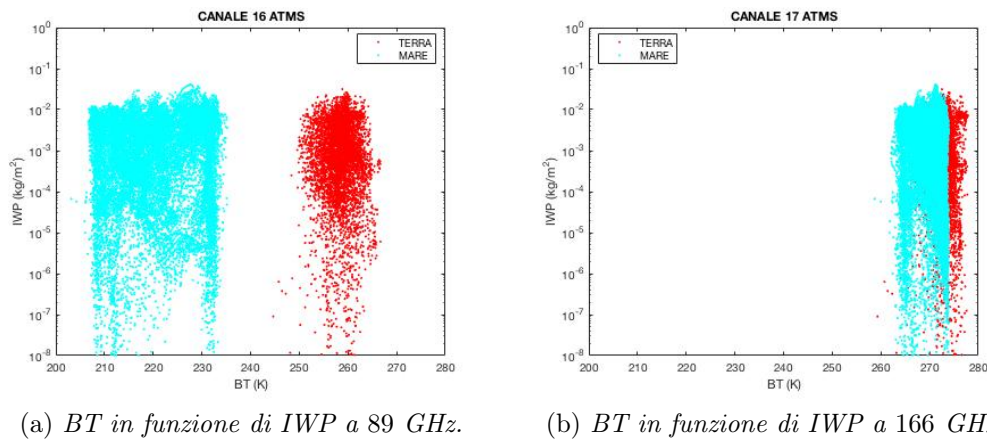 CANALE 16 ATMS
10^0
10^-1
10^-2
10^-3
10^-4
10^-5
10^-6
10^-7
10^-8
IWP (kg/m^2)
TERRA
MARE
200 210 220 230 240 250 260 270 280
BT (K)
(a) BT in funzione di IWP a 89 GHz.
CANALE 17 ATMS
10^0
10^-1
10^-2
10^-3
10^-4
10^-5
10^-6
10^-7
10^-8
IWP (kg/m^2)
TERRA
MARE
200 210 220 230 240 250 260 270 280
BT (K)
(b) BT in funzione di IWP a 166 GH